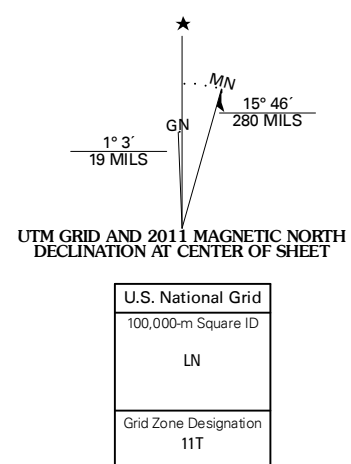 MN
15° 46´
280 MILS
GN
1° 3´
19 MILS
UTM GRID AND 2011 MAGNETIC NORTH
DECLINATION AT CENTER OF SHEET
U.S. National Grid
100,000-m Square ID
LN
Grid Zone Designation
11T